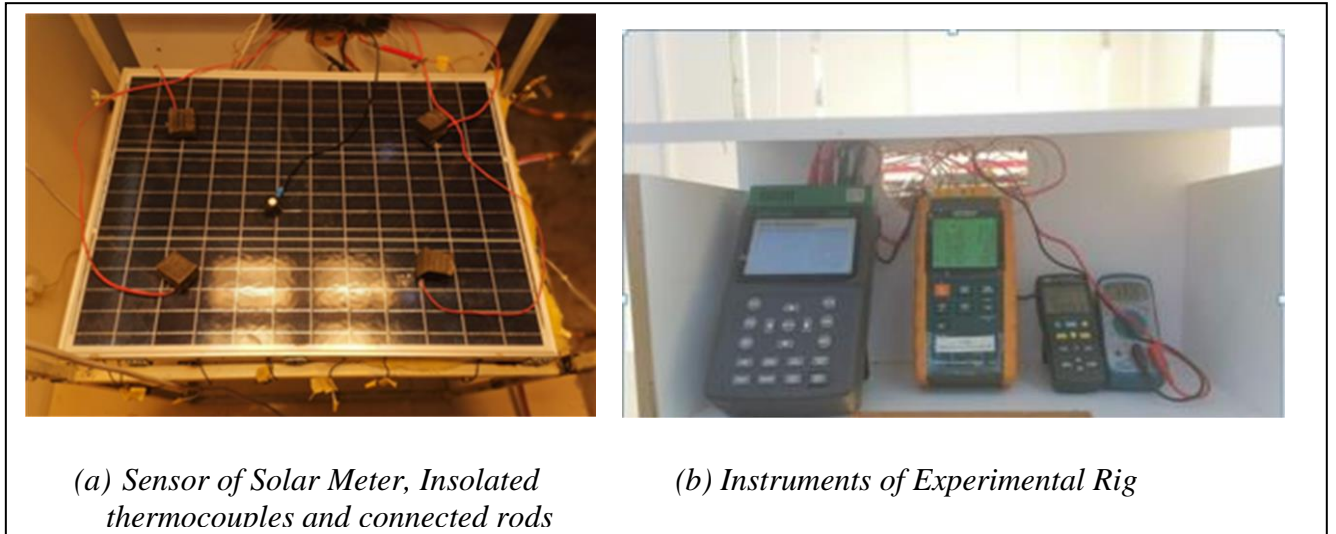 (a) Sensor of Solar Meter, Insolated
thermocouples and connected rods
(b) Instruments of Experimental Rig